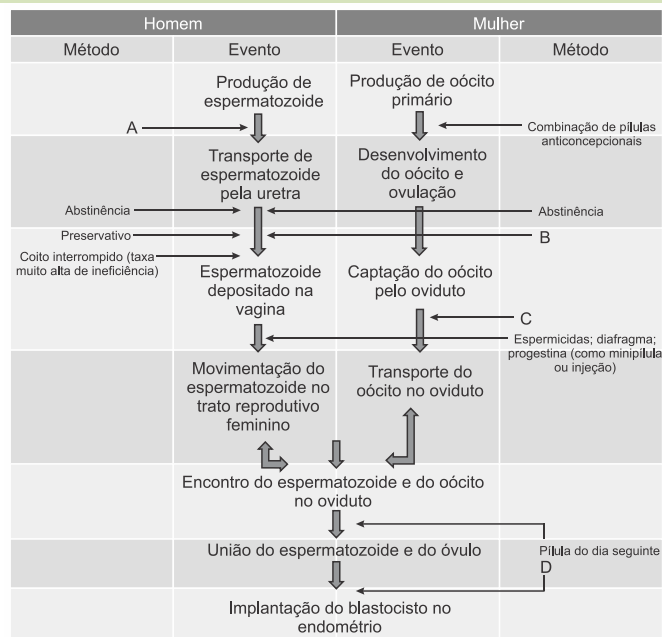 Homem
Mulher
Método
Evento
Evento
Método
Produção de
espermatozoide
Produção de oócito
primário
A
Combinação de pílulas
anticoncepcionais
Transporte de
espermatozoide
pela uretra
Desenvolvimento
do oócito e
ovulação
Abstinência
Abstinência
Preservativo
B
Coito interrompido (taxa
muito alta de ineficiência)
Espermatozoide
depositado na
vagina
Captação do oócito
pelo oviduto
C
Espermicidas; diafragma;
progestina (como minipílula
ou injeção)
Movimentação do
espermatozoide no
trato reprodutivo
feminino
Transporte do
oócito no oviduto
Encontro do espermatozoide e do oócito
no oviduto
União do espermatozoide e do óvulo
Pílula do dia seguinte
D
Implantação do blastocisto no
endométrio